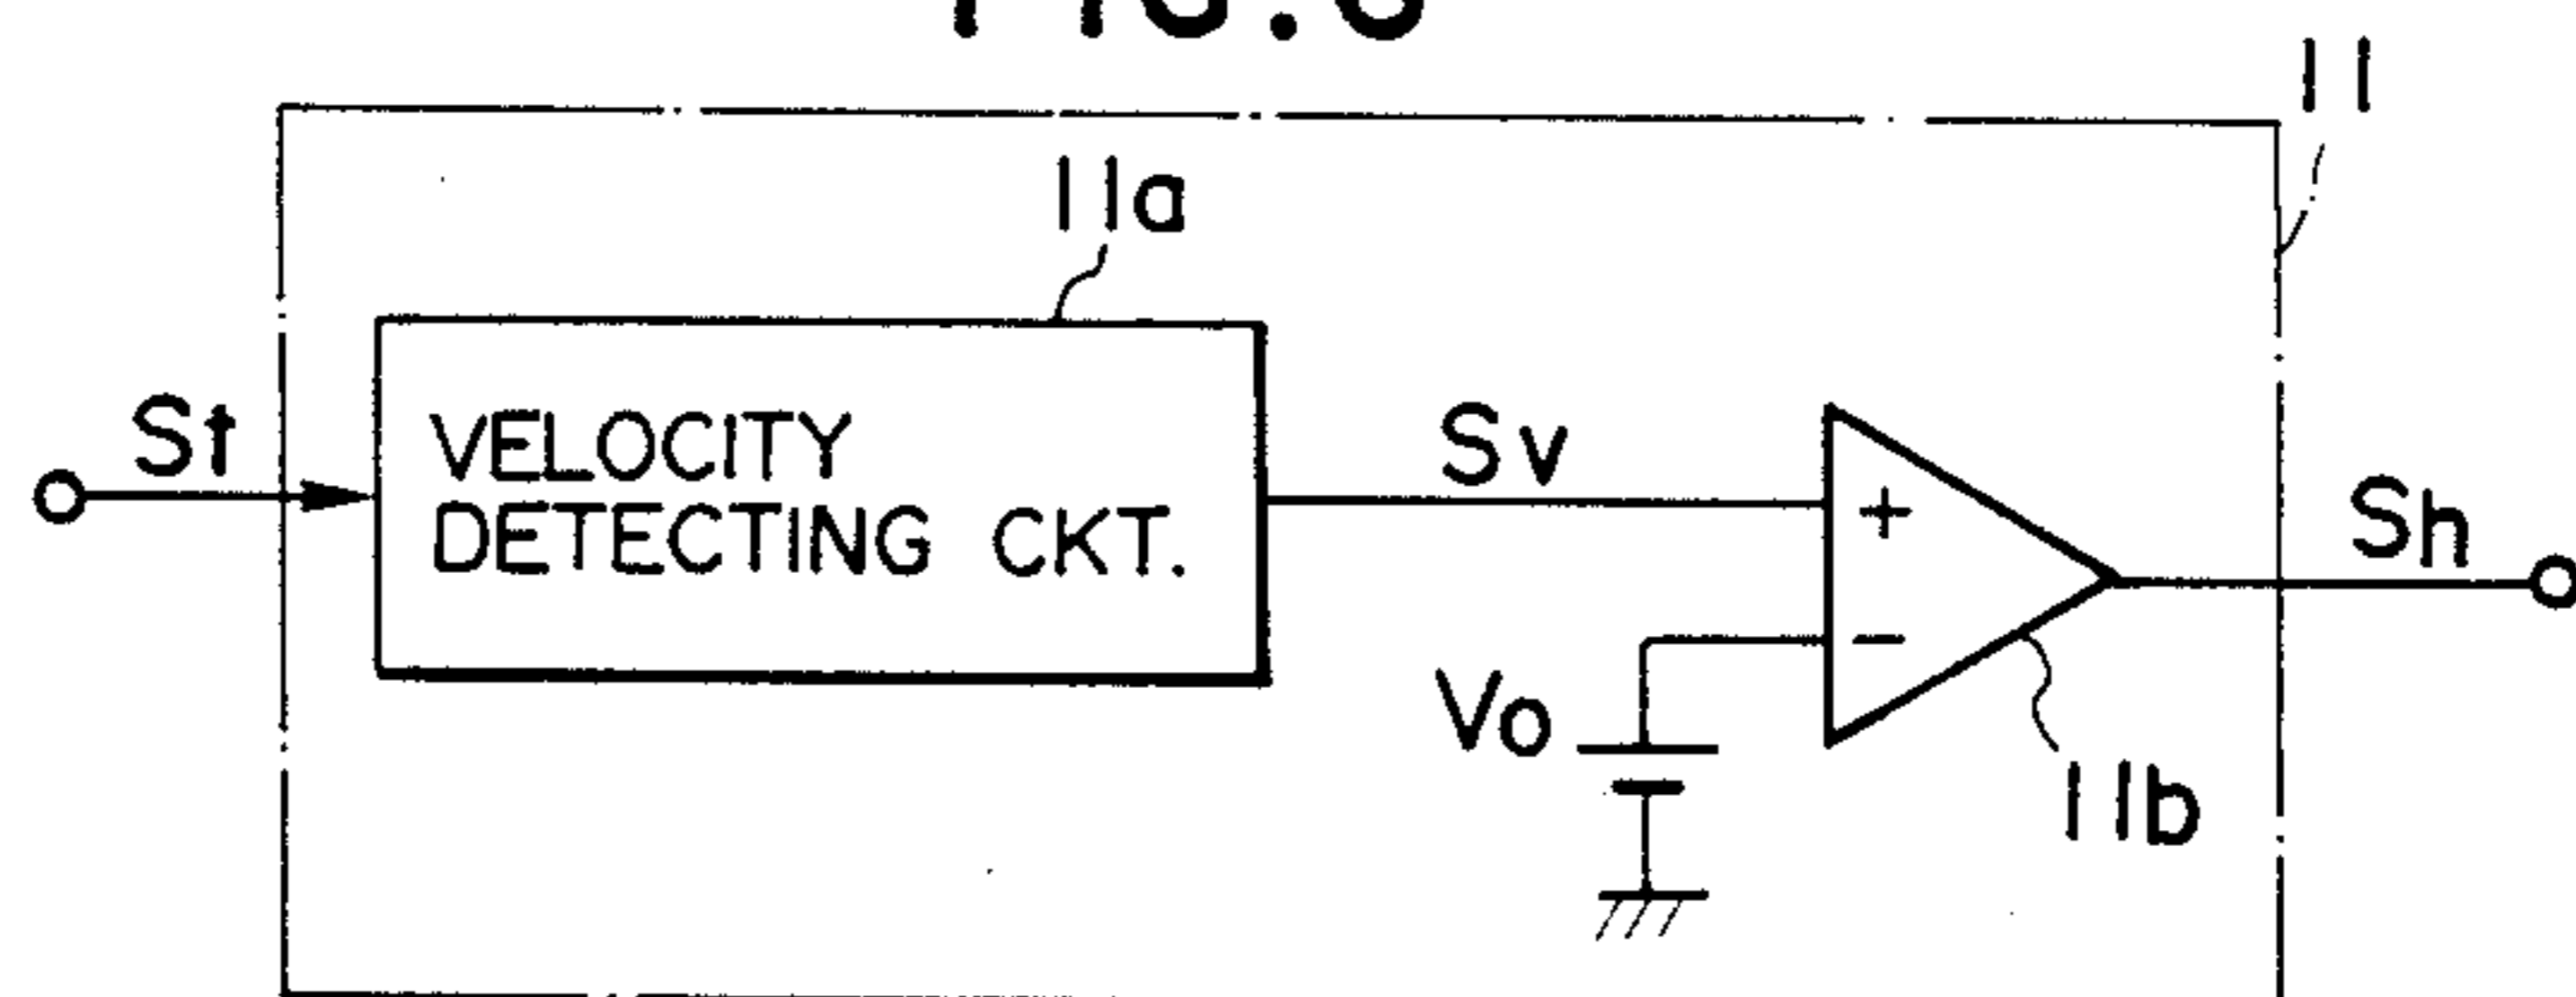 11
11a
St
VELOCITY
DETECTING CKT.
Sv
+
Sh
−
Vo
11b